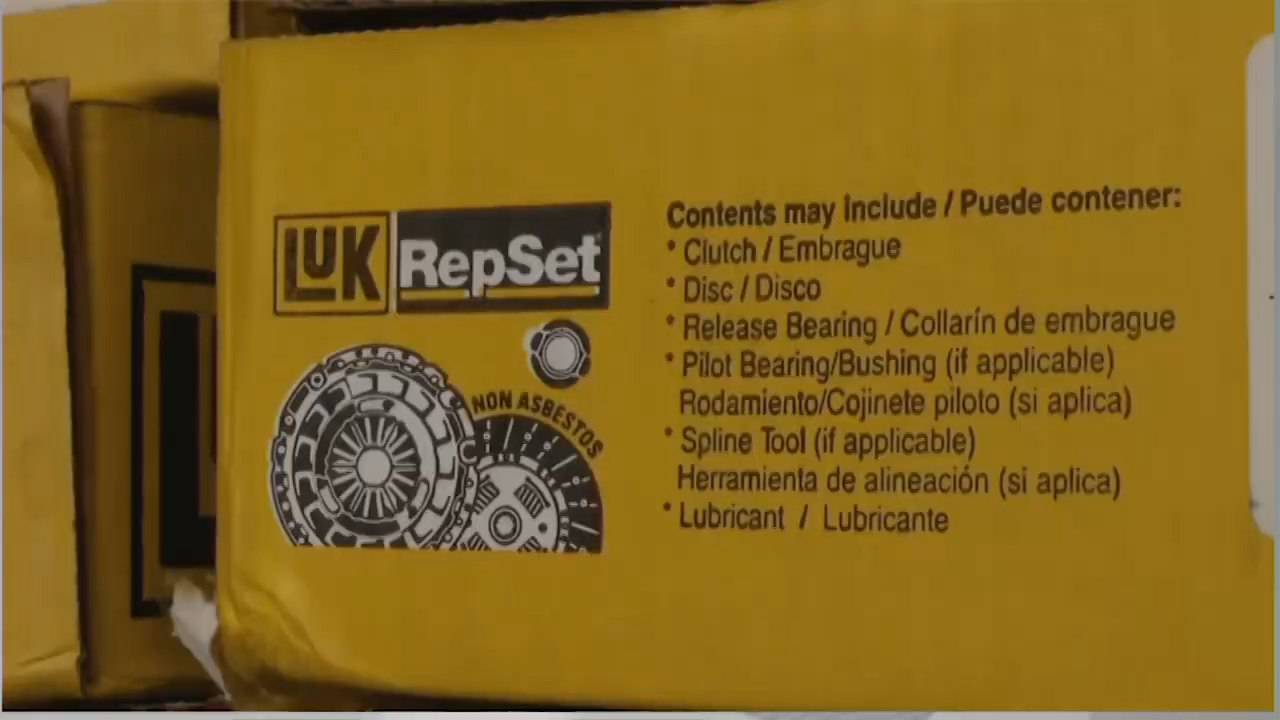 LUK RepSet
NON ASBESTOS
Contents may Include / Puede contener:
* Clutch / Embrague
* Disc / Disco
* Release Bearing / Collarín de embrague
* Pilot Bearing/Bushing (if applicable)
Rodamiento/Cojinete piloto (si aplica)
* Spline Tool (if applicable)
Herramienta de alineación (si aplica)
* Lubricant / Lubricante